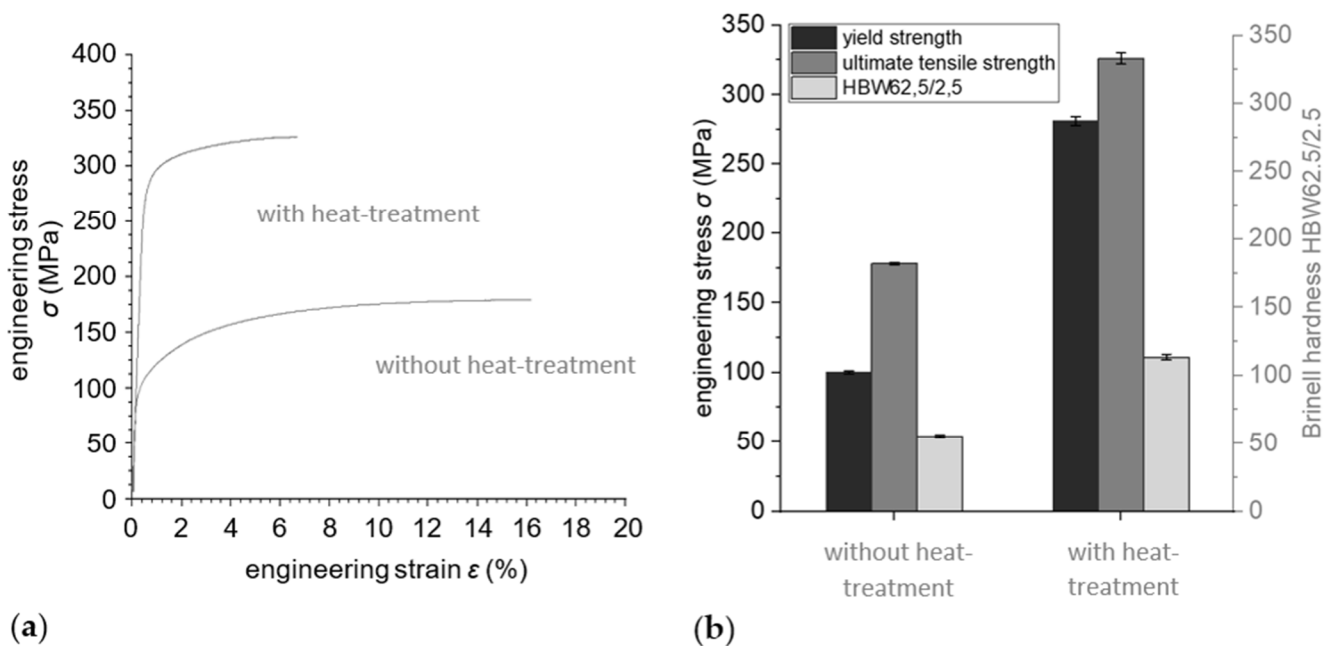 400
350
300
250
200
150
100
50
0
engineering stress
σ (MPa)
with heat-treatment
without heat-treatment
0 2 4 6 8 10 12 14 16 18 20
engineering strain ε (%)
(a)
350
300
250
200
150
100
50
0
engineering stress σ (MPa)
yield strength
ultimate tensile strength
HBW62,5/2,5
350
300
250
200
150
100
50
0
Brinell hardness HBW62.5/2.5
without heat-
treatment
with heat-
treatment
(b)